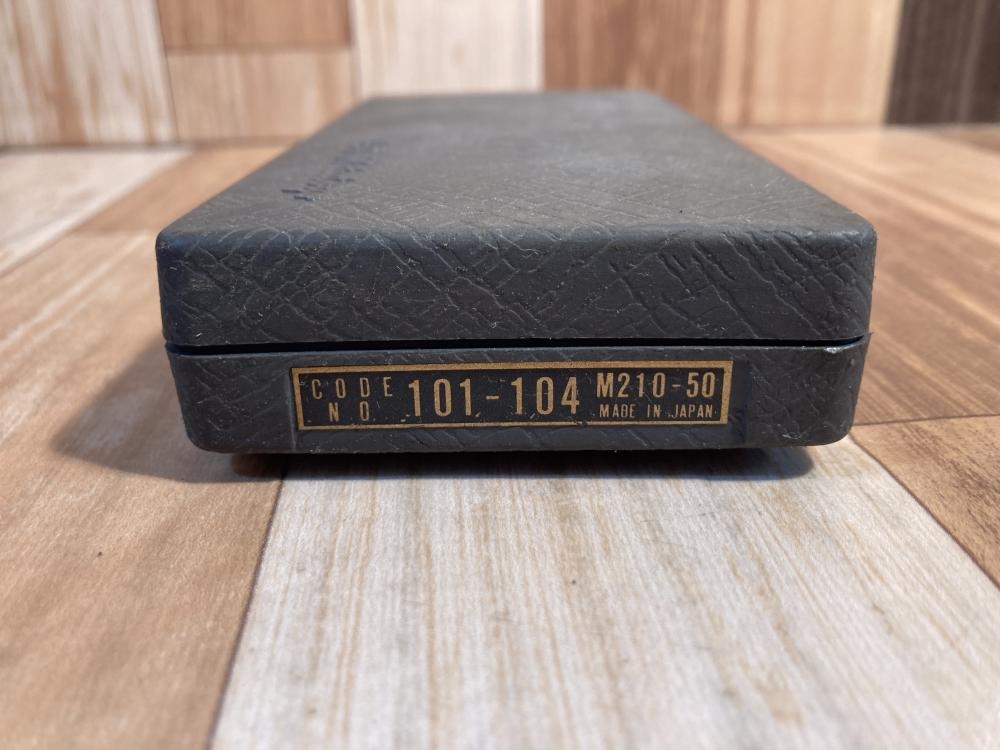 CODE NO. 101-104 M210-50
MADE IN JAPAN